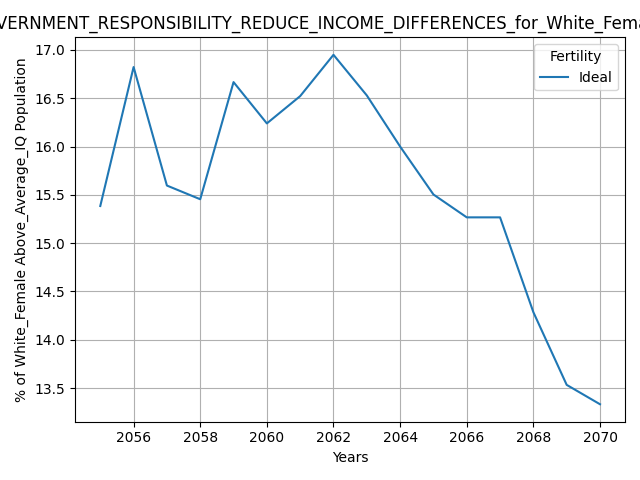 VERNMENT_RESPONSIBILITY_REDUCE_INCOME_DIFFERENCES_for_White_Fema
Fertility
Ideal
% of White_Female Above_Average_IQ Population
17.0
16.5
16.0
15.5
15.0
14.5
14.0
13.5
2056 2058 2060 2062 2064 2066 2068 2070
Years